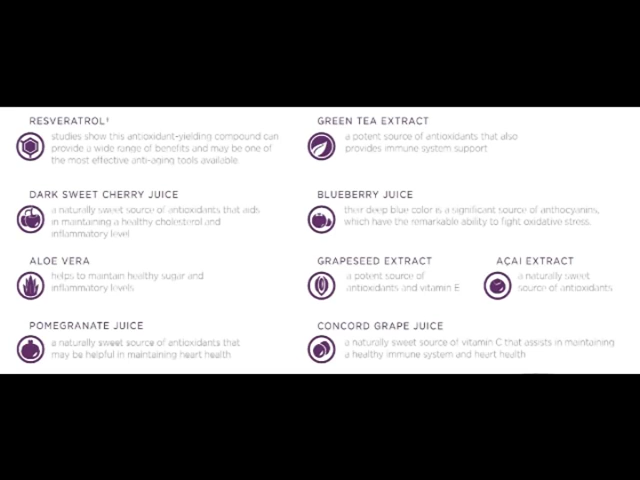 RESVERATROL¹
studies show this antioxidant-yielding compound can
provide a wide range of benefits and may be one of
the most effective anti-aging tools available.
DARK SWEET CHERRY JUICE
a naturally sweet source of antioxidants that aids
in maintaining a healthy cholesterol and
inflammatory level
ALOE VERA
helps to maintain healthy sugar and
inflammatory levels
POMEGRANATE JUICE
a naturally sweet source of antioxidants that
may be helpful in maintaining heart health
GREEN TEA EXTRACT
a potent source of antioxidants that also
provides immune system support
BLUEBERRY JUICE
their deep blue color is a significant source of anthocyanins,
which have the remarkable ability to fight oxidative stress.
GRAPESEED EXTRACT
a potent source of
antioxidants and vitamin E
AÇAI EXTRACT
a naturally sweet
source of antioxidants
CONCORD GRAPE JUICE
a naturally sweet source of vitamin C that assists in maintaining
a healthy immune system and heart health